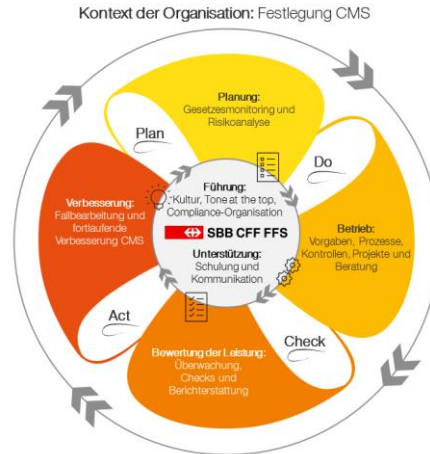 Kontext der Organisation: Festlegung CMS
Planung:
Gesetzesmonitoring und
Risikoanalyse
Plan
Do
Führung:
Kultur, Tone at the top,
Compliance-Organisation
SBB CFF FFS
Unterstützung:
Schulung und
Kommunikation
Verbesserung:
Fallbearbeitung und
fortlaufende
Verbesserung CMS
Betrieb:
Vorgaben, Prozesse,
Kontrollen, Projekte und
Beratung
Act
Check
Bewertung der Leistung:
Überwachung,
Checks und
Berichterstattung